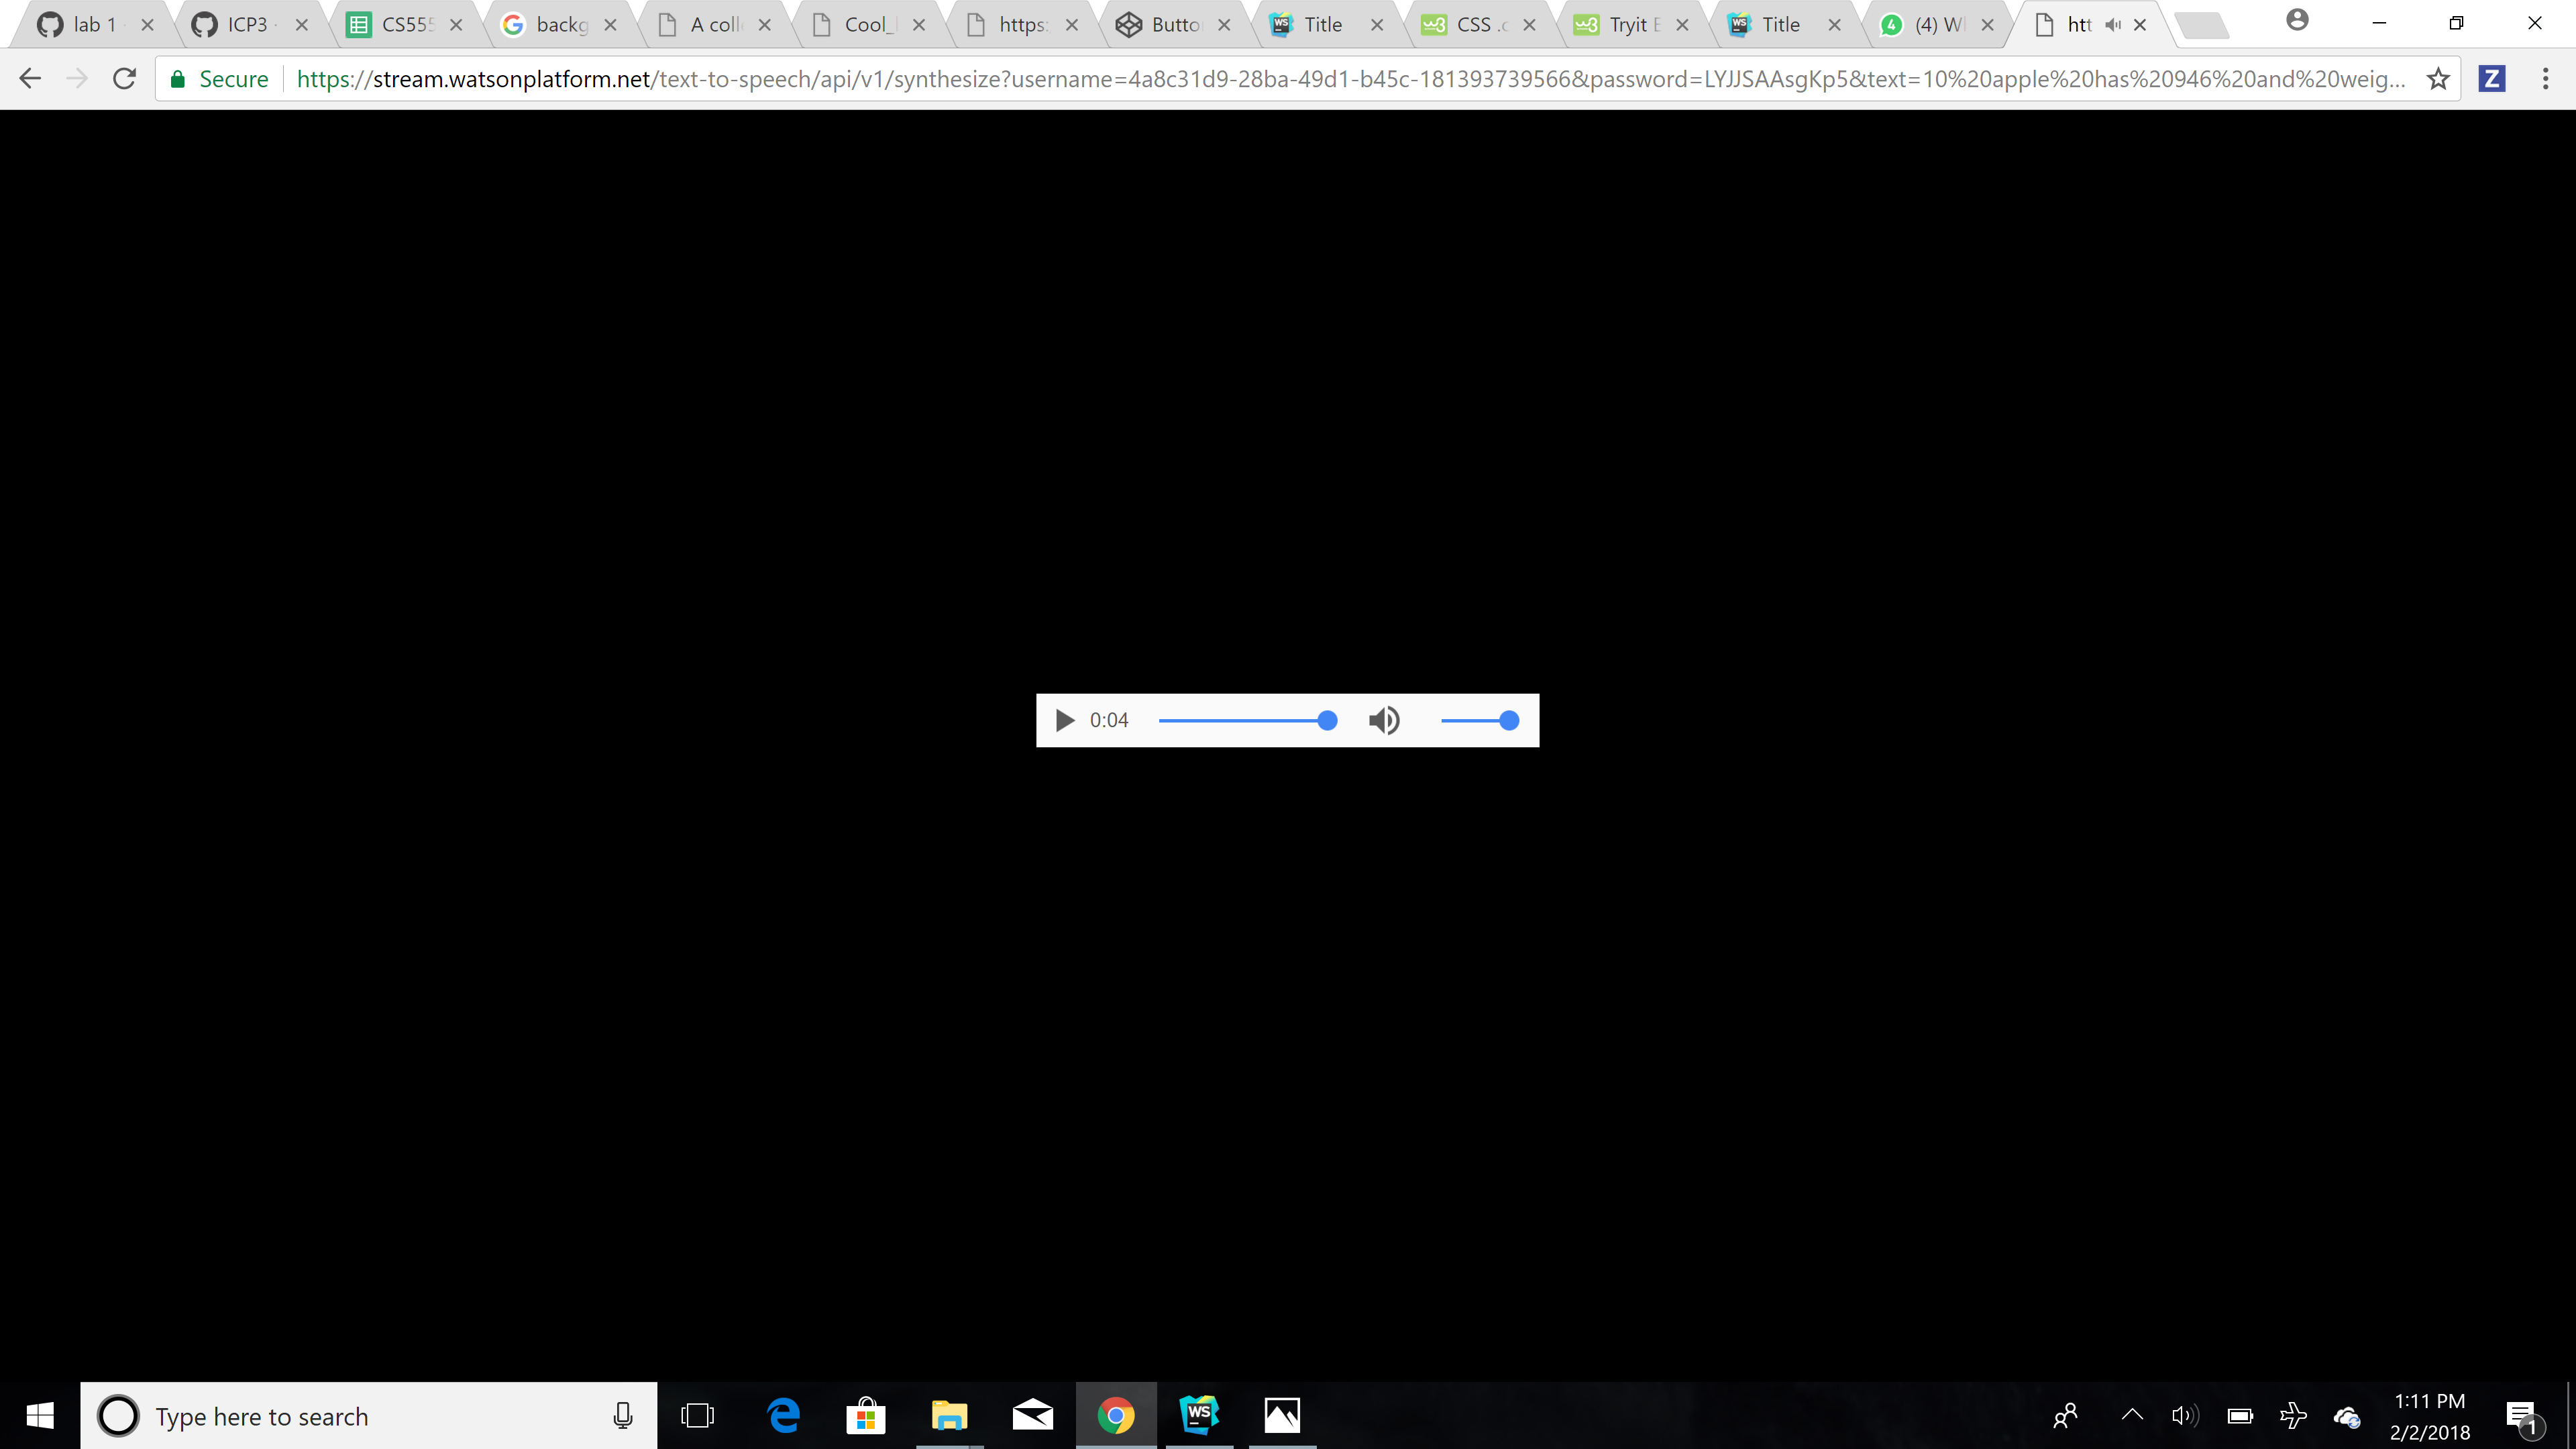 lab 1
ICP3
CS555
backg
A coll
Cool_
https:
Butto
Title
CSS .c
Tryit E
Title
(4) W
htt
Secure
https://stream.watsonplatform.net/text-to-speech/api/v1/synthesize?username=4a8c31d9-28ba-49d1-b45c-181393739566&password=LYJJSAAsgKp5&text=10%20apple%20has%20946%20and%20weig...
0:04
Type here to search
1:11 PM
2/2/2018
1